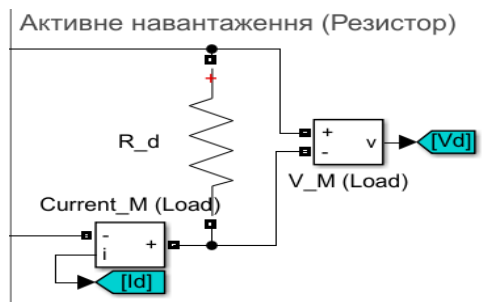 Активне навантаження (Резистор)
+
R_d
+
-
v
[Vd]
V_M (Load)
Current_M (Load)
-
+
i
[Id]